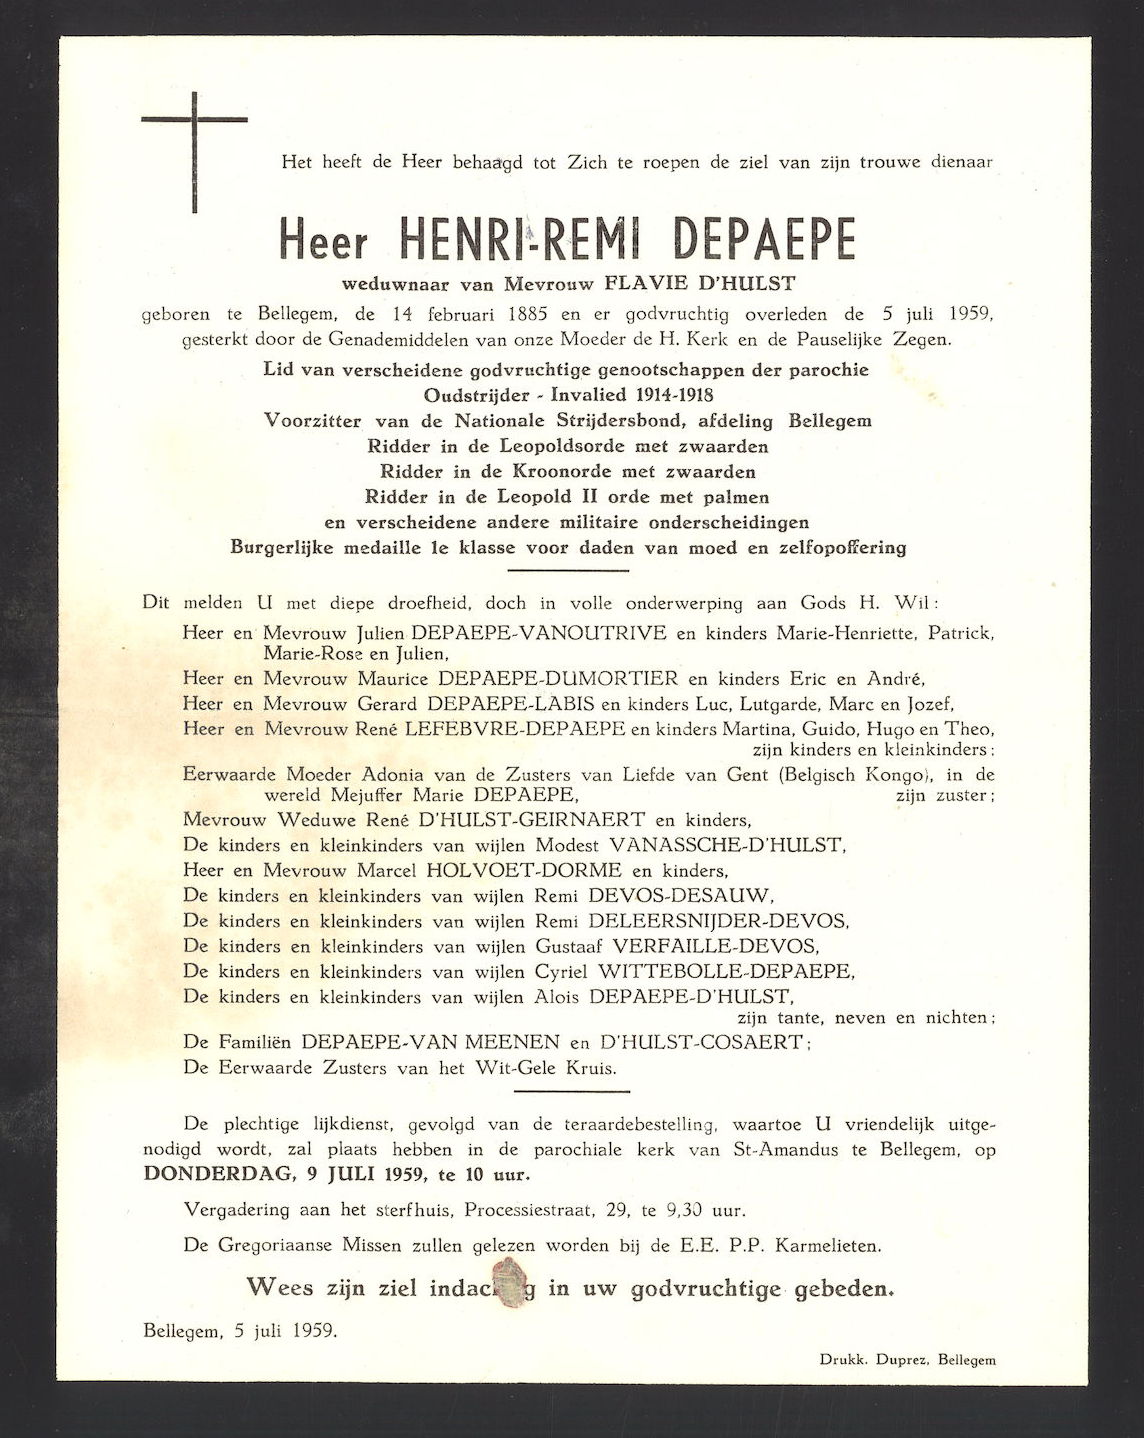 Het heeft de Heer behaagd tot Zich te roepen de ziel van zijn trouwe dienaar
Heer HENRI-REMI DEPAEPE
weduwnaar van Mevrouw FLAVIE D'HULST
geboren te Bellegem, de 14 februari 1885 en er godvruchtig overleden de 5 juli 1959,
gesterkt door de Genademiddelen van onze Moeder de H. Kerk en de Pauselijke Zegen.
Lid van verscheidene godvruchtige genootschappen der parochie
Oudstrijder - Invalied 1914-1918
Voorzitter van de Nationale Strijdersbond, afdeling Bellegem
Ridder in de Leopoldsorde met zwaarden
Ridder in de Kroonorde met zwaarden
Ridder in de Leopold II orde met palmen
en verscheidene andere militaire onderscheidingen
Burgerlijke medaille 1e klasse voor daden van moed en zelfopoffering
Dit melden U met diepe droefheid, doch in volle onderwerping aan Gods H. Wil :
Heer en Mevrouw Julien DEPAEPE-VANOUTRIVE en kinders Marie-Henriette, Patrick,
Marie-Rose en Julien,
Heer en Mevrouw Maurice DEPAEPE-DUMORTIER en kinders Eric en André,
Heer en Mevrouw Gerard DEPAEPE-LABIS en kinders Luc, Lutgarde, Marc en Jozef,
Heer en Mevrouw René LEFEBVRE-DEPAEPE en kinders Martina, Guido, Hugo en Theo,
zijn kinders en kleinkinders ;
Eerwaarde Moeder Adonia van de Zusters van Liefde van Gent (Belgisch Kongo), in de
wereld Mejuffer Marie DEPAEPE, zijn zuster ;
Mevrouw Weduwe René D'HULST-GEIRNAERT en kinders,
De kinders en kleinkinders van wijlen Modest VANASSCHE-D'HULST,
Heer en Mevrouw Marcel HOLVOET-DORME en kinders,
De kinders en kleinkinders van wijlen Remi DEVOS-DESAUW,
De kinders en kleinkinders van wijlen Remi DELEERSNIJDER-DEVOS,
De kinders en kleinkinders van wijlen Gustaaf VERFAILLE-DEVOS,
De kinders en kleinkinders van wijlen Cyriel WITTEBOLLE-DEPAEPE,
De kinders en kleinkinders van wijlen Alois DEPAEPE-D'HULST,
zijn tante, neven en nichten ;
De Familiën DEPAEPE-VAN MEENEN en D'HULST-COSAERT ;
De Eerwaarde Zusters van het Wit-Gele Kruis.
De plechtige lijkdienst, gevolgd van de teraardebestelling, waartoe U vriendelijk uitge-
nodigd wordt, zal plaats hebben in de parochiale kerk van St-Amandus te Bellegem, op
DONDERDAG, 9 JULI 1959, te 10 uur.
Vergadering aan het sterfhuis, Processiestraat, 29, te 9,30 uur.
De Gregoriaanse Missen zullen gelezen worden bij de E.E. P.P. Karmelieten.
Wees zijn ziel in uw godvruchtige gebeden.
Bellegem, 5 juli 1959.
Drukk. Duprez, Bellegem